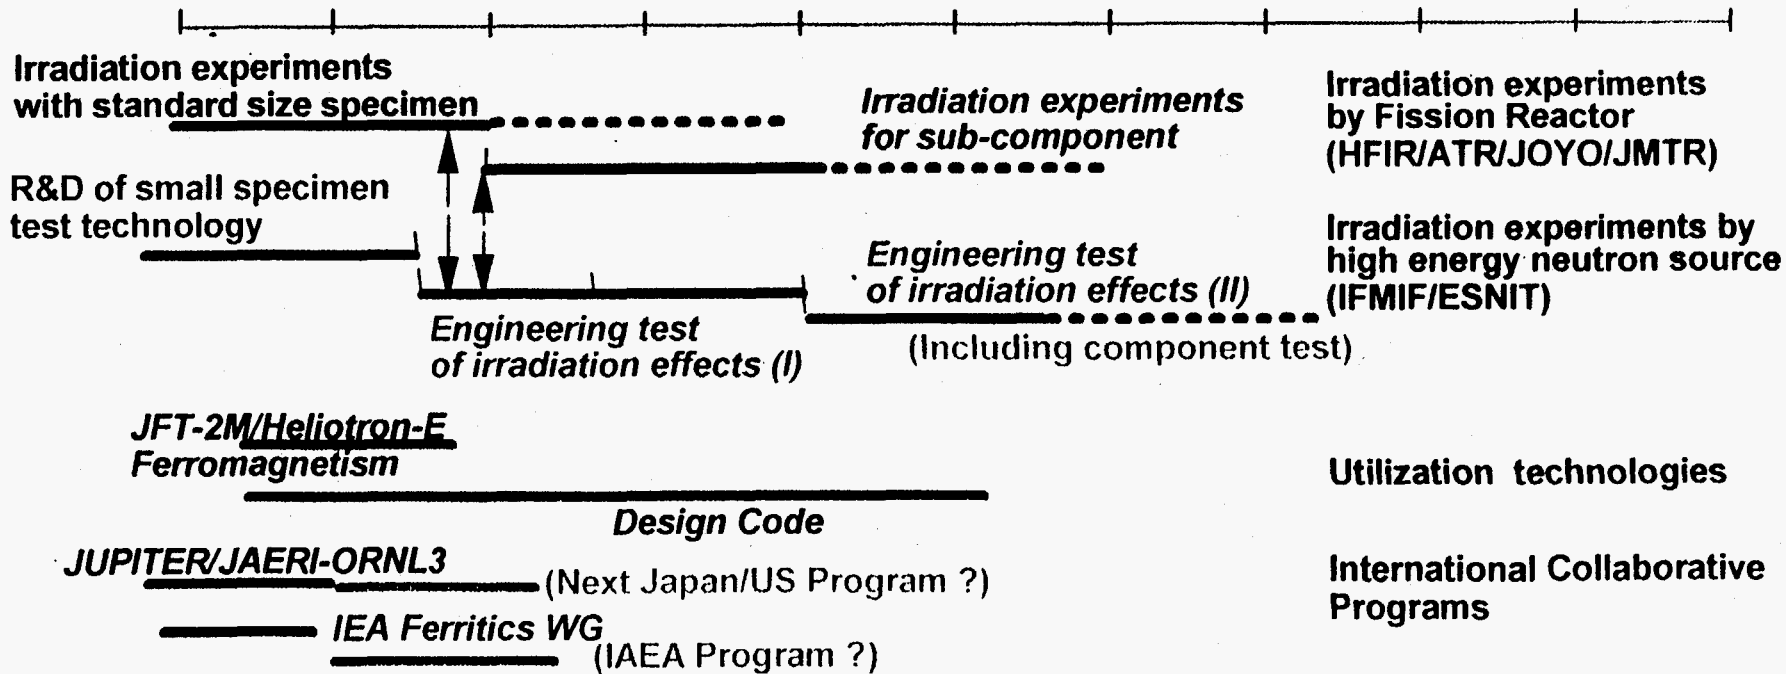 Irradiation experiments
with standard size specimen
Irradiation experiments
for sub-component
Irradiation experiments
by Fission Reactor
(HFIR/ATR/JOYO/JMTR)
R&D of small specimen
test technology
Engineering test
of irradiation effects (II)
(Including component test)
Irradiation experiments by
high energy neutron source
(IFMIF/ESNIT)
Engineering test
of irradiation effects (I)
JFT-2M/Heliotron-E
Ferromagnetism
Design Code
Utilization technologies
JUPITER/JAERI-ORNL3
(Next Japan/US Program ?)
International Collaborative
Programs
IEA Ferritics WG
(IAEA Program ?)